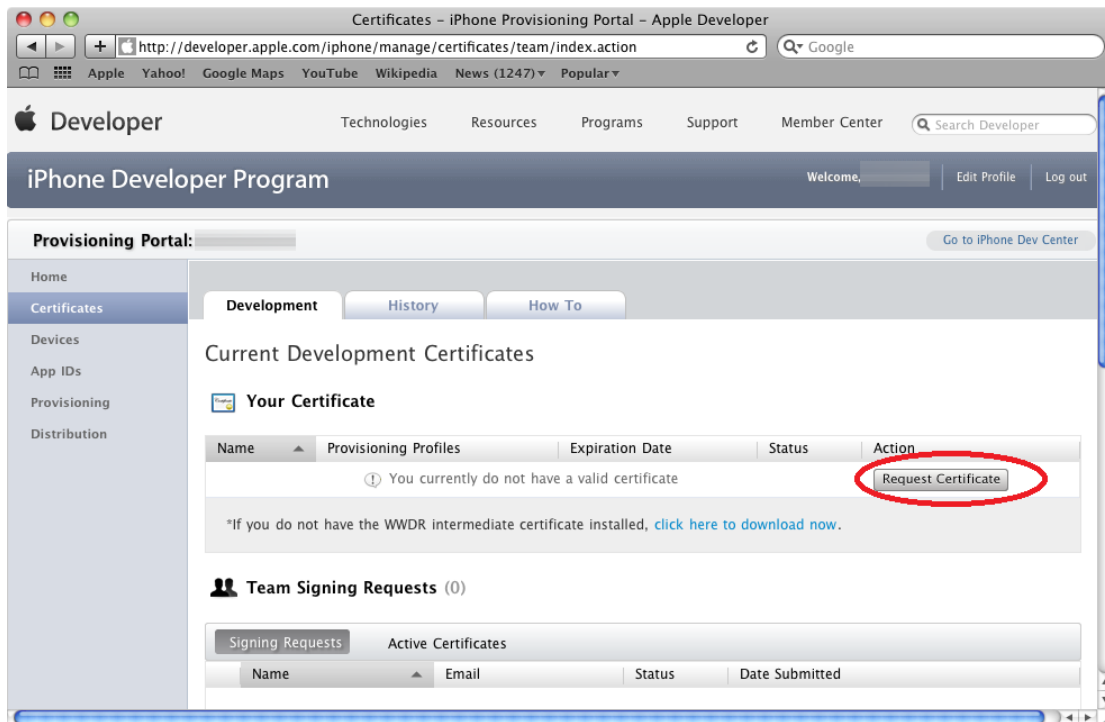 Certificates – iPhone Provisioning Portal – Apple Developer
http://developer.apple.com/iphone/manage/certificates/team/index.action Google
Apple Yahoo! Google Maps YouTube Wikipedia News (1247) Popular
Developer Technologies Resources Programs Support Member Center Search Developer
iPhone Developer Program Welcome, Edit Profile Log out
Provisioning Portal: Go to iPhone Dev Center
Home
Certificates
Devices
App IDs
Provisioning
Distribution
Development History How To
Current Development Certificates
Your Certificate
Name Provisioning Profiles Expiration Date Status Action
You currently do not have a valid certificate Request Certificate
*If you do not have the WWDR intermediate certificate installed, click here to download now.
Team Signing Requests (0)
Signing Requests Active Certificates
Name Email Status Date Submitted